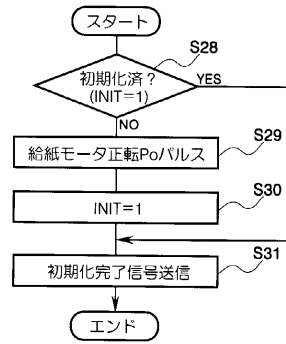 スタート
S28
初期化済？
(INIT=1)
YES
NO
S29
給紙モータ正転Poパルス
S30
INIT=1
S31
初期化完了信号送信
エンド